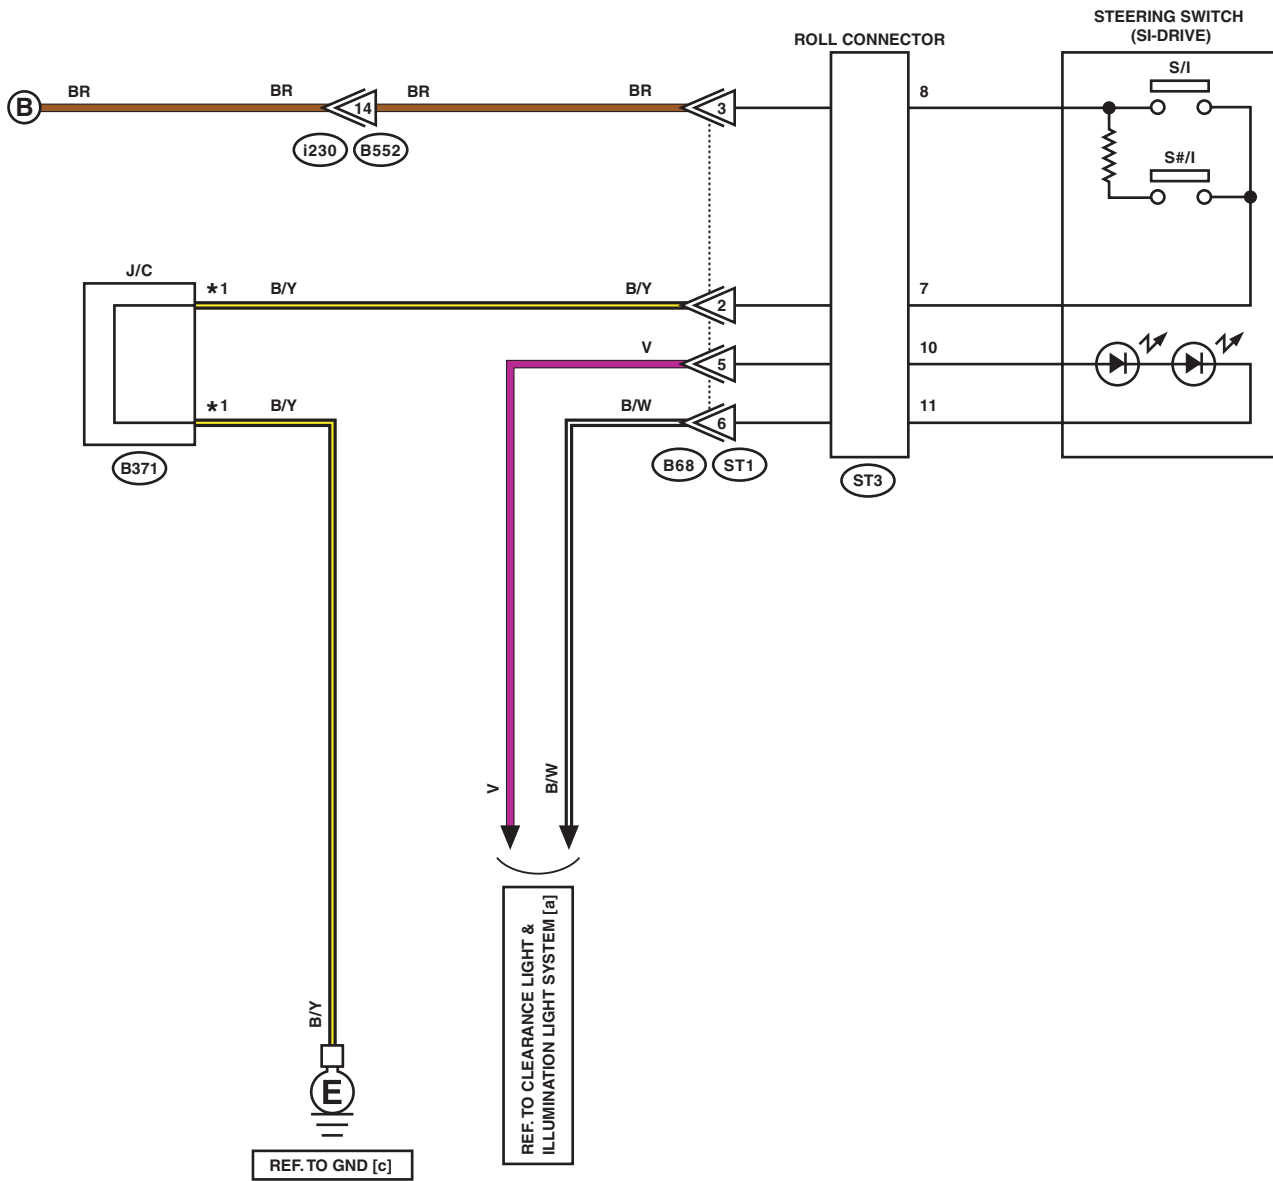 STEERING SWITCH
(SI-DRIVE)
ROLL CONNECTOR
S/I
B
BR
BR
14
BR
BR
3
8
i230
B552
S#/I
J/C
*1
B/Y
B/Y
2
7
V
5
10
*1
B/Y
B/W
6
11
B371
B68
ST1
ST3
V
B/W
REF. TO CLEARANCE LIGHT &
ILLUMINATION LIGHT SYSTEM [a]
B/Y
E
REF. TO GND [c]